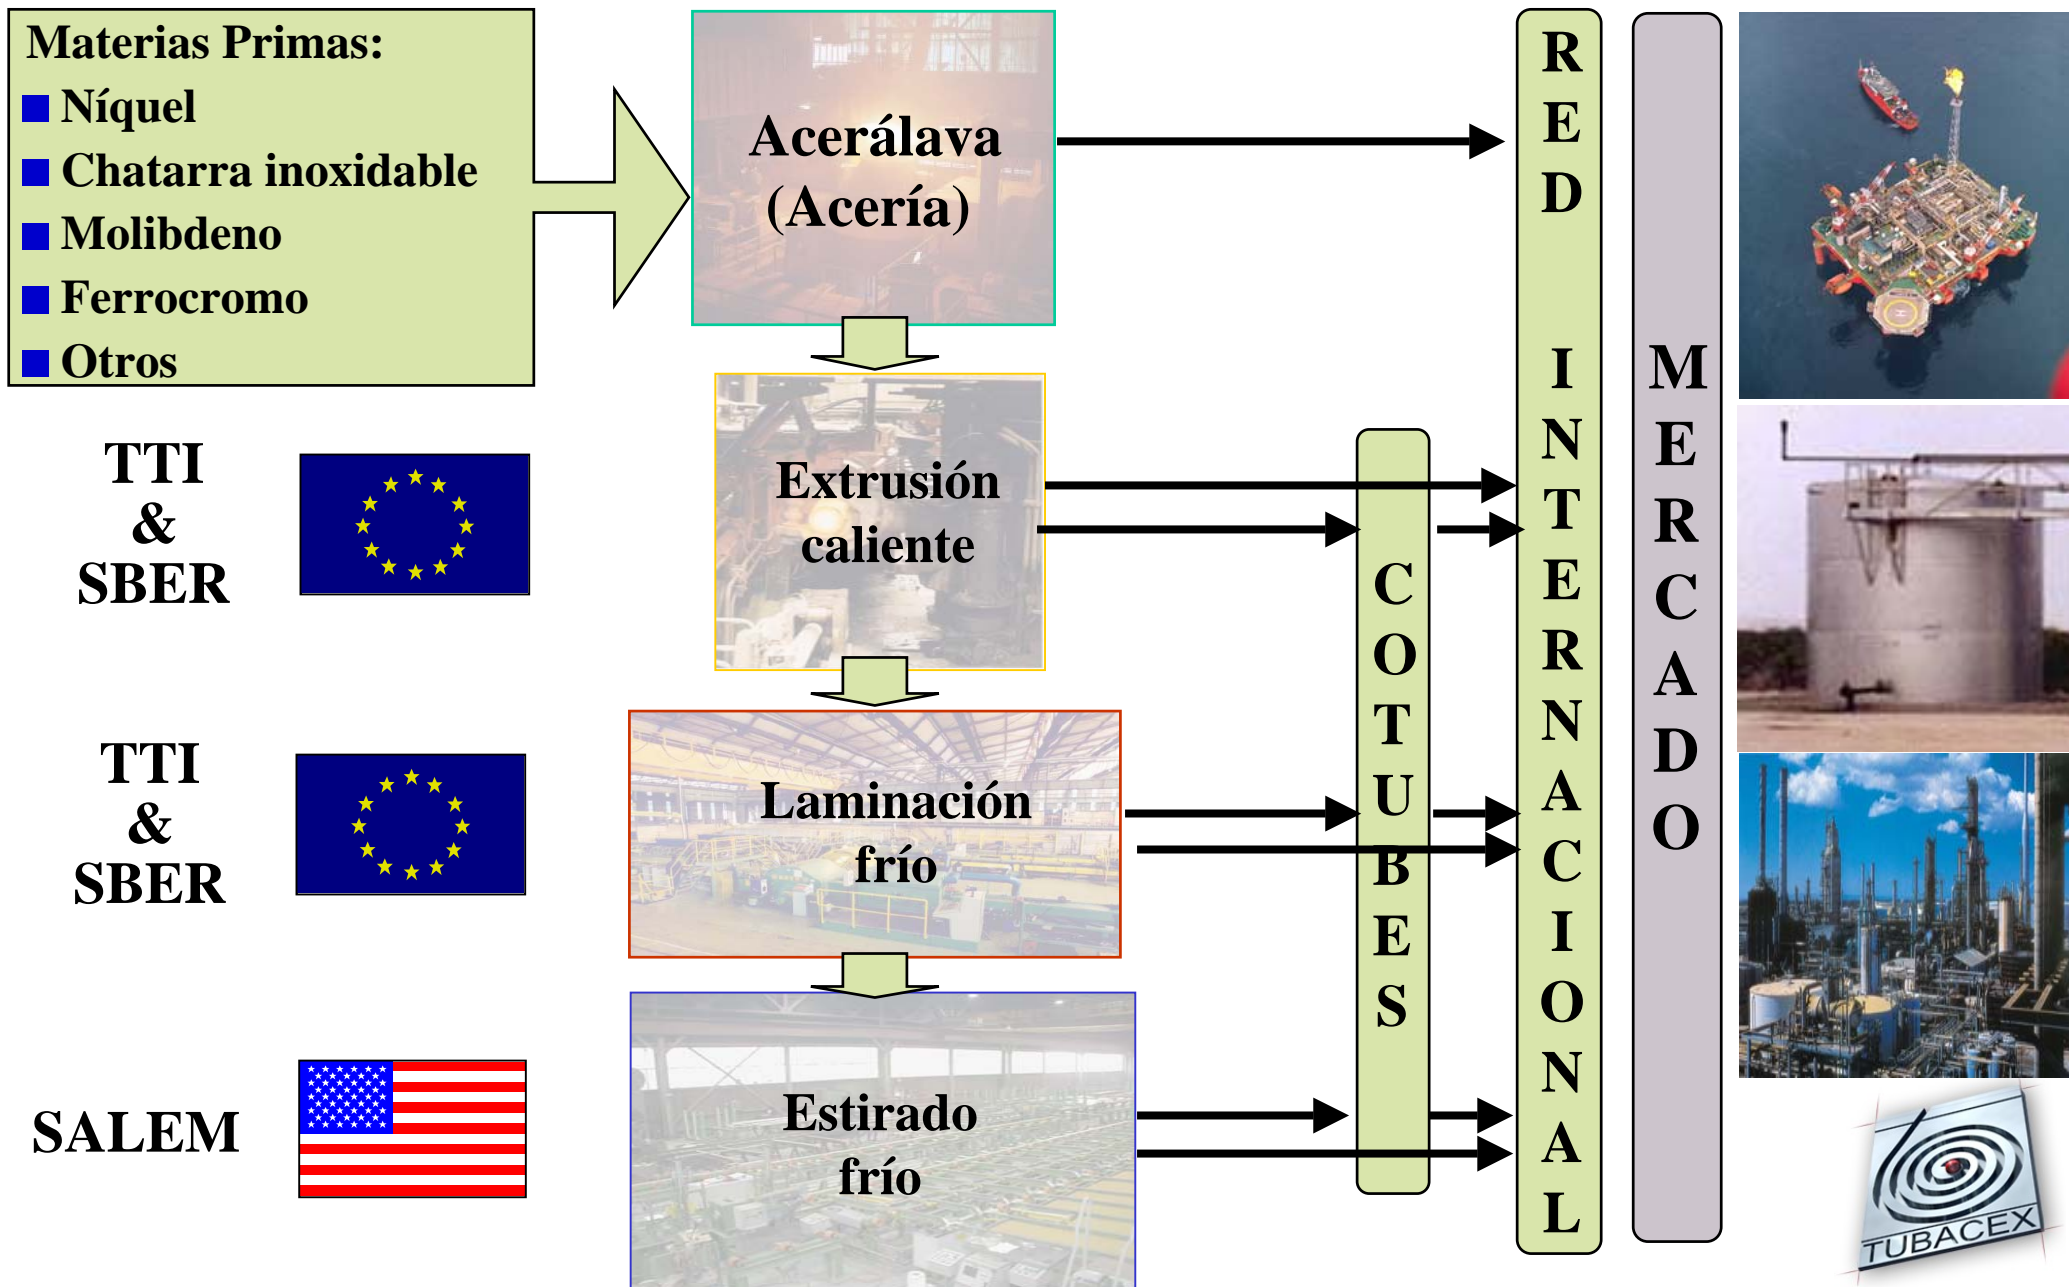 Materias Primas:
Níquel
Chatarra inoxidable
Molibdeno
Ferrocromo
Otros
Acerálava
(Acería)
TTI
&
SBER
Extrusión
caliente
TTI
&
SBER
Laminación
frío
SALEM
Estirado
frío
COTUBES
RED INTERNACIONAL
MERCADO
TUBACEX